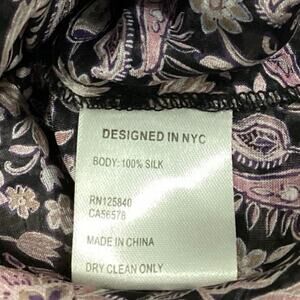 DESIGNED IN NYC
BODY: 100% SILK
RN125840
CA56578
MADE IN CHINA
DRY CLEAN ONLY